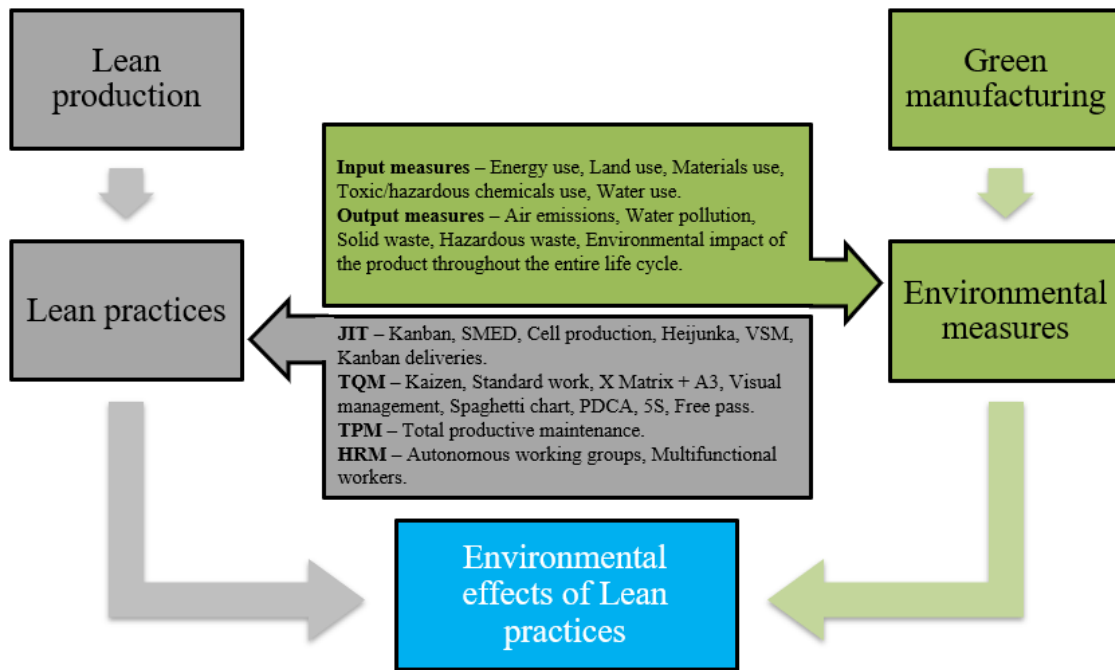 Lean
production
Green
manufacturing
Input measures – Energy use, Land use, Materials use,
Toxic/hazardous chemicals use, Water use.
Output measures – Air emissions, Water pollution,
Solid waste, Hazardous waste, Environmental impact of
the product throughout the entire life cycle.
Lean practices
Environmental
measures
JIT – Kanban, SMED, Cell production, Heijunka, VSM,
Kanban deliveries.
TQM – Kaizen, Standard work, X Matrix + A3, Visual
management, Spaghetti chart, PDCA, 5S, Free pass.
TPM – Total productive maintenance.
HRM – Autonomous working groups, Multifunctional
workers.
Environmental
effects of Lean
practices